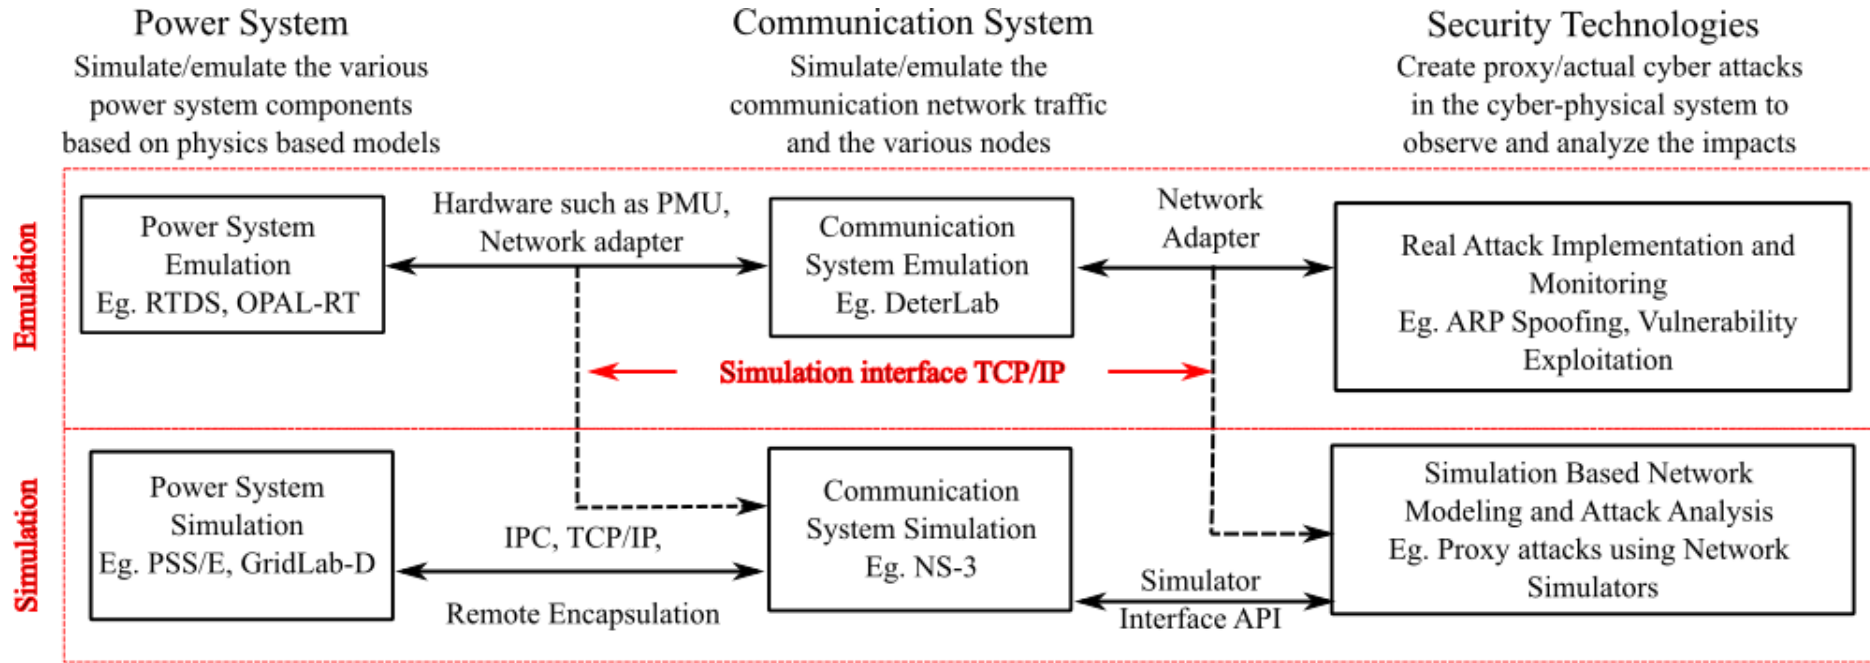 Power System
Simulate/emulate the various
power system components
based on physics based models
Communication System
Simulate/emulate the
communication network traffic
and the various nodes
Security Technologies
Create proxy/actual cyber attacks
in the cyber-physical system to
observe and analyze the impacts
Emulation
Power System
Emulation
Eg. RTDS, OPAL-RT
Hardware such as PMU,
Network adapter
Communication
System Emulation
Eg. DeterLab
Network
Adapter
Real Attack Implementation and
Monitoring
Eg. ARP Spoofing, Vulnerability
Exploitation
Simulation interface TCP/IP
Simulation
Power System
Simulation
Eg. PSS/E, GridLab-D
IPC, TCP/IP,
Remote Encapsulation
Communication
System Simulation
Eg. NS-3
Simulator
Interface API
Simulation Based Network
Modeling and Attack Analysis
Eg. Proxy attacks using Network
Simulators